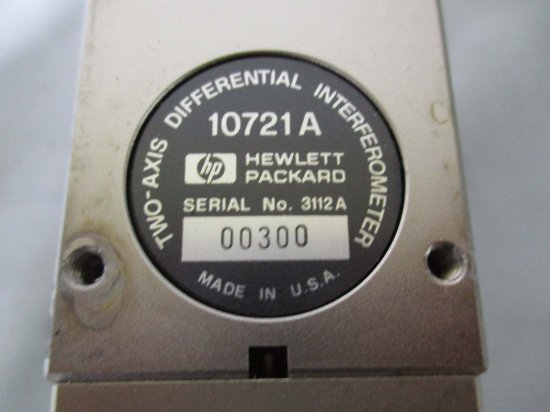 TWO-AXIS DIFFERENTIAL INTERFEROMETER
10721A
hp HEWLETT
PACKARD
SERIAL No. 3112A
00300
MADE IN U.S.A.